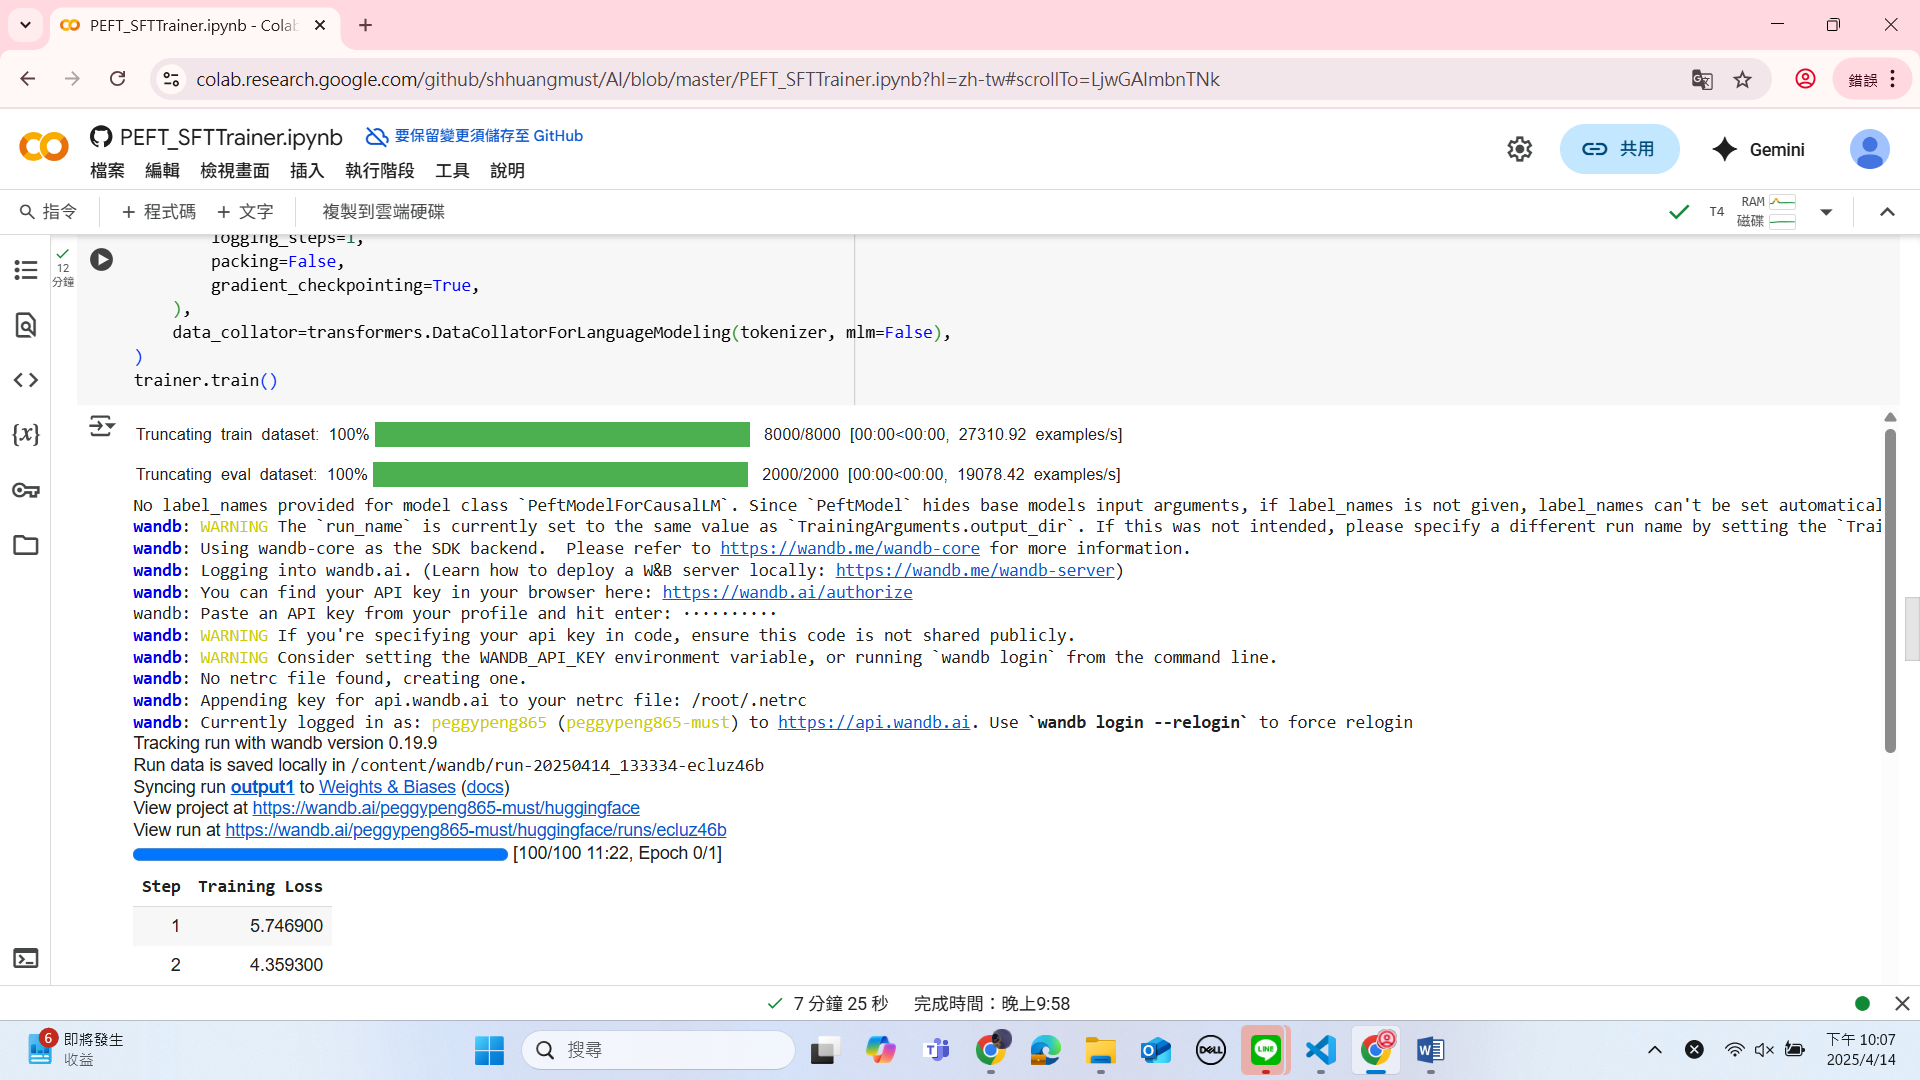 PEFT_SFTTrainer.ipynb - Colab
colab.research.google.com/github/shhuangmust/AI/blob/master/PEFT_SFTTrainer.ipynb?hl=zh-tw#scrollTo=LjwGAImbnTNk
錯誤
PEFT_SFTTrainer.ipynb
要保留變更須儲存至 GitHub
檔案 編輯 檢視畫面 插入 執行階段 工具 說明
共用
Gemini
指令 + 程式碼 + 文字 複製到雲端硬碟
T4 RAM
磁碟
12
分鐘
logging_steps=1,
packing=False,
gradient_checkpointing=True,
),
data_collator=transformers.DataCollatorForLanguageModeling(tokenizer, mlm=False),
)
trainer.train()
Truncating train dataset: 100% 8000/8000 [00:00<00:00, 27310.92 examples/s]
Truncating eval dataset: 100% 2000/2000 [00:00<00:00, 19078.42 examples/s]
No label_names provided for model class `PeftModelForCausalLM`. Since `PeftModel` hides base models input arguments, if label_names is not given, label_names can't be set automatical
wandb: WARNING The `run_name` is currently set to the same value as `TrainingArguments.output_dir`. If this was not intended, please specify a different run name by setting the `Trai
wandb: Using wandb-core as the SDK backend. Please refer to https://wandb.me/wandb-core for more information.
wandb: Logging into wandb.ai. (Learn how to deploy a W&B server locally: https://wandb.me/wandb-server)
wandb: You can find your API key in your browser here: https://wandb.ai/authorize
wandb: Paste an API key from your profile and hit enter: ··········
wandb: WARNING If you're specifying your api key in code, ensure this code is not shared publicly.
wandb: WARNING Consider setting the WANDB_API_KEY environment variable, or running `wandb login` from the command line.
wandb: No netrc file found, creating one.
wandb: Appending key for api.wandb.ai to your netrc file: /root/.netrc
wandb: Currently logged in as: peggypeng865 (peggypeng865-must) to https://api.wandb.ai. Use `wandb login --relogin` to force relogin
Tracking run with wandb version 0.19.9
Run data is saved locally in /content/wandb/run-20250414_133334-ecluz46b
Syncing run output1 to Weights & Biases (docs)
View project at https://wandb.ai/peggypeng865-must/huggingface
View run at https://wandb.ai/peggypeng865-must/huggingface/runs/ecluz46b
[100/100 11:22, Epoch 0/1]
Step Training Loss
1 5.746900
2 4.359300
7 分鐘 25 秒 完成時間：晚上9:58
6
即將發生
收益
搜尋
DELL
LINE
下午 10:07
2025/4/14